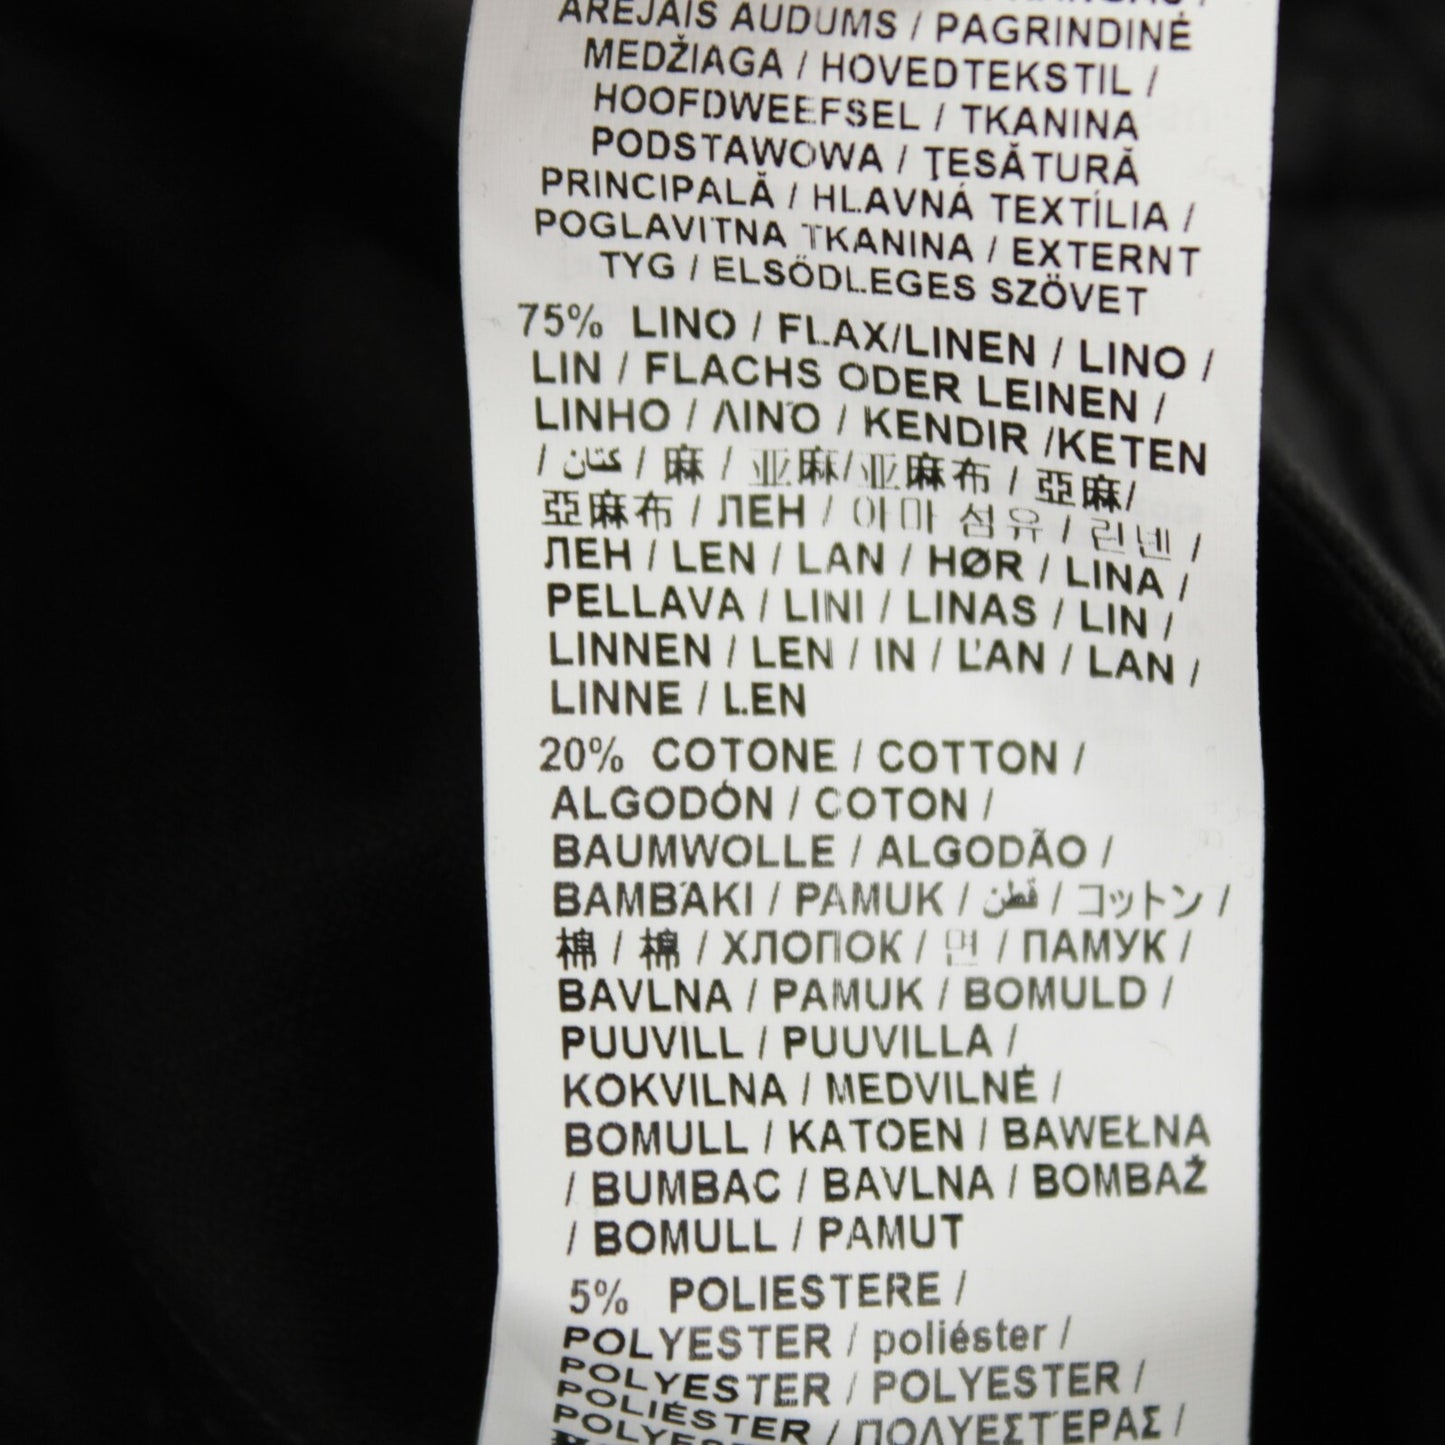 AREJAIS AUDUMS / PAGRINDINĖ
MEDŽIAGA / HOVEDTEKSTIL /
HOOFDWEEFSEL / TKANINA
PODSTAWOWA / ŢESĂTURĂ
PRINCIPALĂ / HLAVNÁ TEXTÍLIA /
POGLAVITNA TKANINA / EXTERNT
TYG / ELSŐDLEGES SZÖVET
75% LINO / FLAX/LINEN / LINO /
LIN / FLACHS ODER LEINEN /
LINHO / ΛΙΝΌ / KENDIR /KETEN
/ كتان / 麻 / 亚麻/亚麻布 / 亞麻/
亞麻布 / ЛЕН / 아마 섬유 / 린넨 /
ЛЕН / LEN / LAN / HØR / LINA /
PELLAVA / LINI / LINAS / LIN /
LINNEN / LEN / IN / ĽAN / LAN /
LINNE / LEN
20% COTONE / COTTON /
ALGODÓN / COTON /
BAUMWOLLE / ALGODÃO /
ΒΑΜΒΆΚΙ / PAMUK / قطن / コットン /
棉 / 棉 / ХЛОПОК / 면 / ПАМУК /
BAVLNA / PAMUK / BOMULD /
PUUVILL / PUUVILLA /
KOKVILNA / MEDVILNĖ /
BOMULL / KATOEN / BAWEŁNA
/ BUMBAC / BAVLNA / BOMBAŽ
/ BOMULL / PAMUT
5% POLIESTERE /
POLYESTER / poliéster /
POLYESTER / POLYESTER /
POLIÉSTER / ΠΟΛΥΕΣΤΈΡΑΣ /